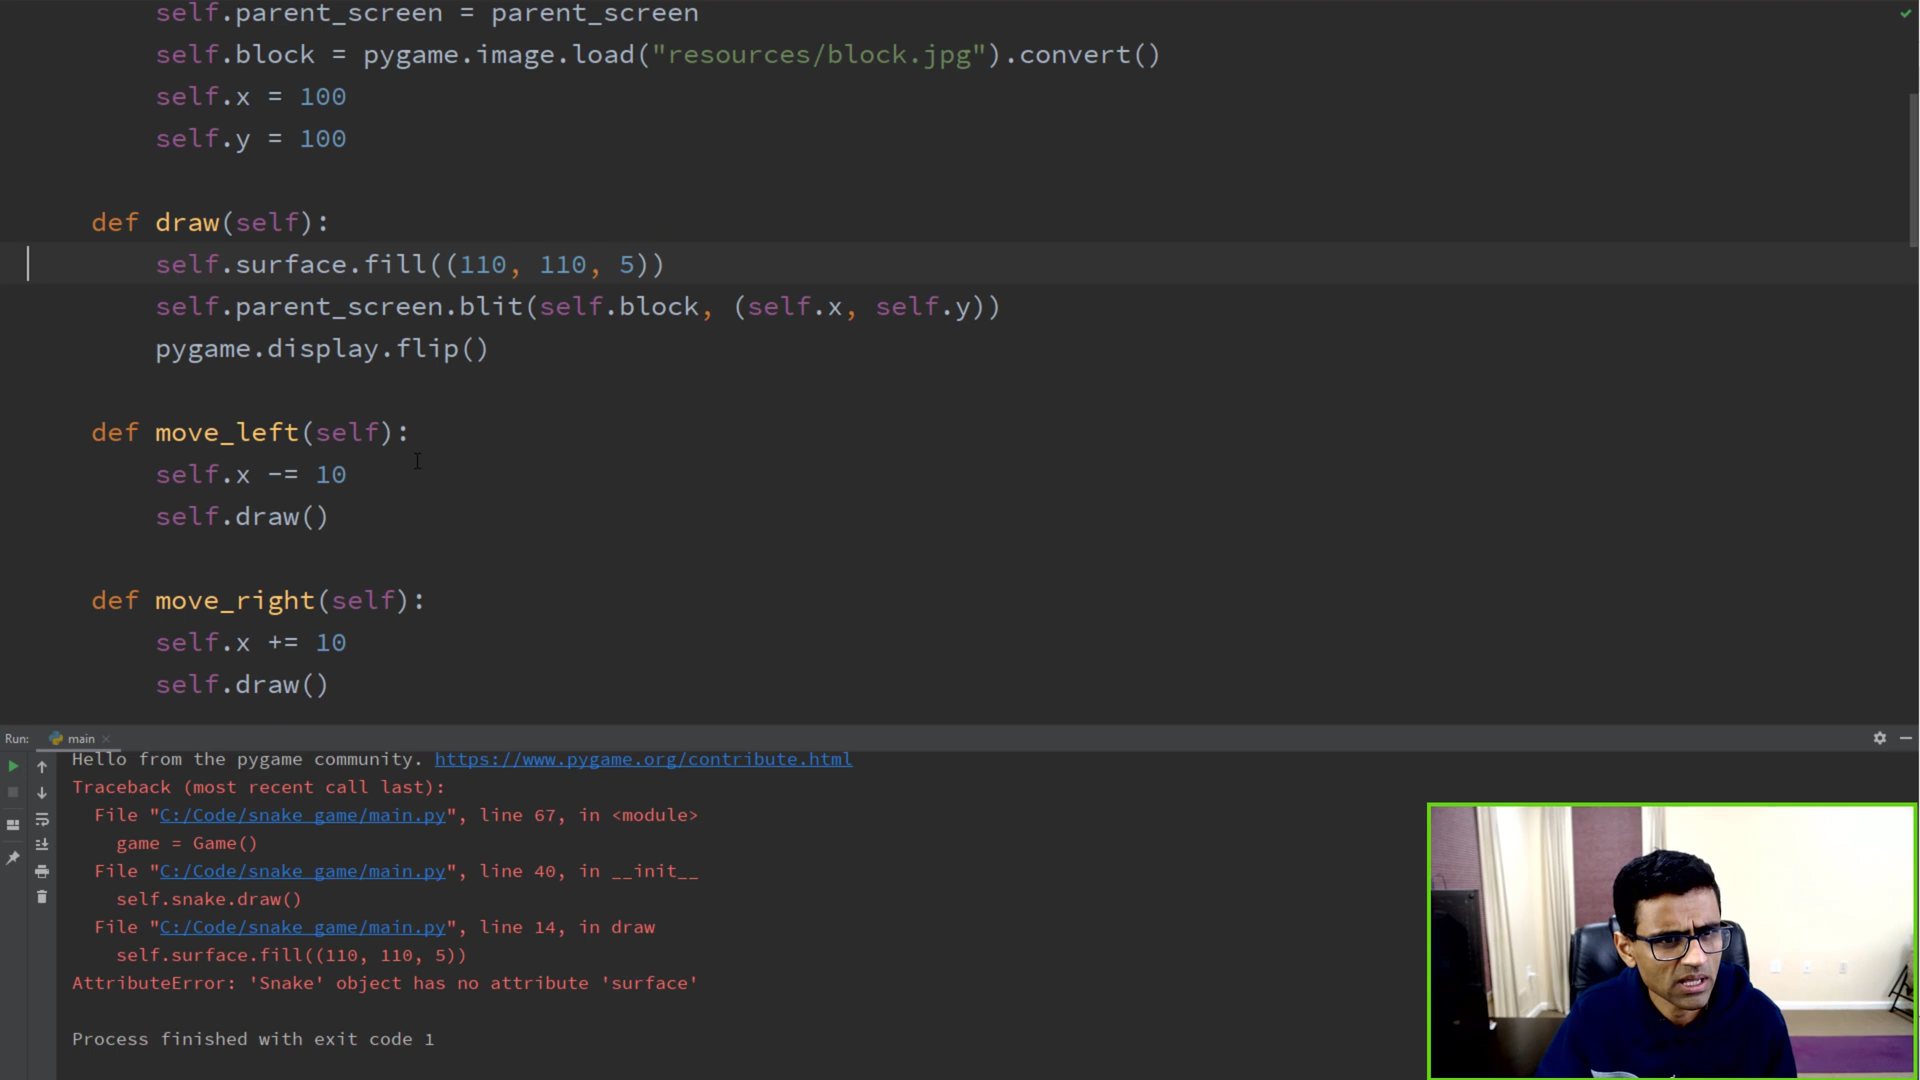 self.parent_screen = parent_screen
self.block = pygame.image.load("resources/block.jpg").convert()
self.x = 100
self.y = 100
def draw(self):
self.surface.fill((110, 110, 5))
self.parent_screen.blit(self.block, (self.x, self.y))
pygame.display.flip()
def move_left(self):
self.x -= 10
self.draw()
def move_right(self):
self.x += 10
self.draw()
Run: main
Hello from the pygame community. https://www.pygame.org/contribute.html
Traceback (most recent call last):
File "C:/Code/snake_game/main.py", line 67, in <module>
game = Game()
File "C:/Code/snake_game/main.py", line 40, in __init__
self.snake.draw()
File "C:/Code/snake_game/main.py", line 14, in draw
self.surface.fill((110, 110, 5))
AttributeError: 'Snake' object has no attribute 'surface'
Process finished with exit code 1